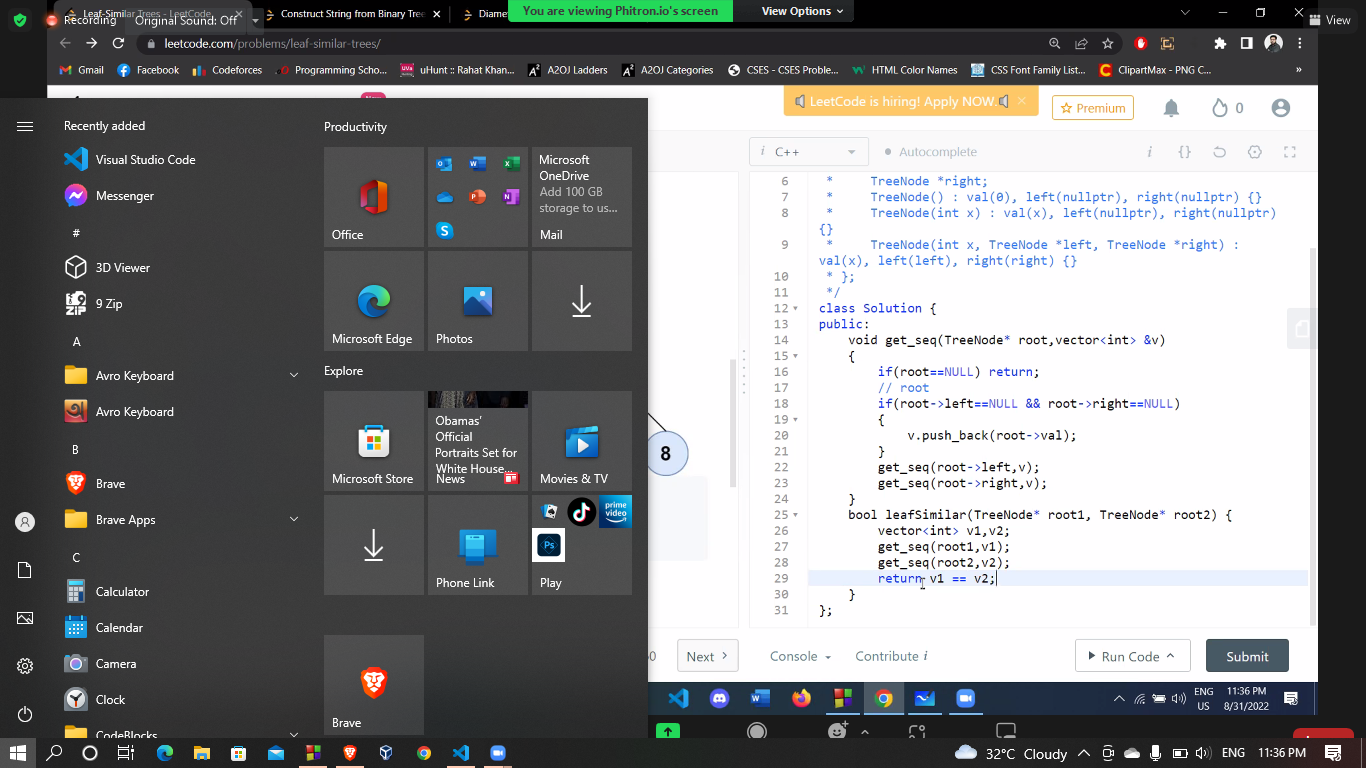 Leaf-Similar Trees - LeetCode
Construct String from Binary Tree
Diame
You are viewing Phitron.io's screen
View Options
Recording
Original Sound: Off
View
leetcode.com/problems/leaf-similar-trees/
Gmail
Facebook
Codeforces
Programming Scho...
uHunt :: Rahat Khan...
A2OJ Ladders
A2OJ Categories
CSES - CSES Proble...
HTML Color Names
CSS Font Family List...
ClipartMax - PNG C...
»
New
LeetCode is hiring! Apply NOW.
Premium
0
Recently added
Visual Studio Code
Messenger
#
3D Viewer
9 Zip
A
Avro Keyboard
Avro Keyboard
B
Brave
Brave Apps
C
Calculator
Calendar
Camera
Clock
CodeBlocks
Productivity
Office
Microsoft OneDrive
Add 100 GB
storage to us...
Mail
Microsoft Edge
Photos
Explore
Microsoft Store
Obamas'
Official
Portraits Set for
White House...
News
Movies & TV
Phone Link
prime video
Ps
Play
Brave
8
i C++
Autocomplete
6 *     TreeNode *right;
7 *     TreeNode() : val(0), left(nullptr), right(nullptr) {}
8 *     TreeNode(int x) : val(x), left(nullptr), right(nullptr)
{}
9 *     TreeNode(int x, TreeNode *left, TreeNode *right) :
val(x), left(left), right(right) {}
10 * };
11 */
12 class Solution {
13 public:
14     void get_seq(TreeNode* root,vector<int> &v)
15     {
16         if(root==NULL) return;
17         // root
18         if(root->left==NULL && root->right==NULL)
19         {
20             v.push_back(root->val);
21         }
22         get_seq(root->left,v);
23         get_seq(root->right,v);
24     }
25     bool leafSimilar(TreeNode* root1, TreeNode* root2) {
26         vector<int> v1,v2;
27         get_seq(root1,v1);
28         get_seq(root2,v2);
29         return v1 == v2;
30     }
31 };
Next
Console
Contribute i
Run Code
Submit
ENG
US
11:36 PM
8/31/2022
32°C Cloudy
ENG
11:36 PM